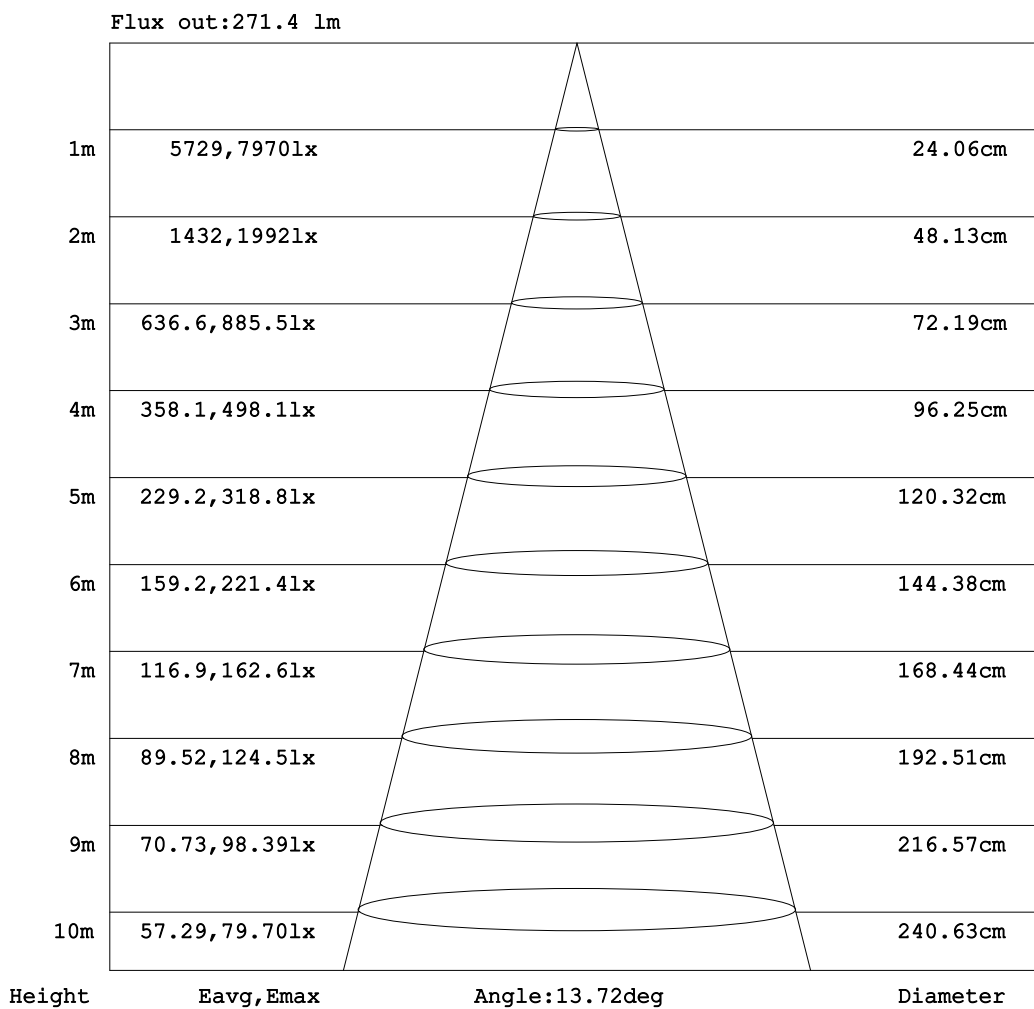 Flux out:271.4 lm
1m 5729,7970lx 24.06cm
2m 1432,1992lx 48.13cm
3m 636.6,885.5lx 72.19cm
4m 358.1,498.1lx 96.25cm
5m 229.2,318.8lx 120.32cm
6m 159.2,221.4lx 144.38cm
7m 116.9,162.6lx 168.44cm
8m 89.52,124.5lx 192.51cm
9m 70.73,98.39lx 216.57cm
10m 57.29,79.70lx 240.63cm
Height Eavg,Emax Angle:13.72deg Diameter